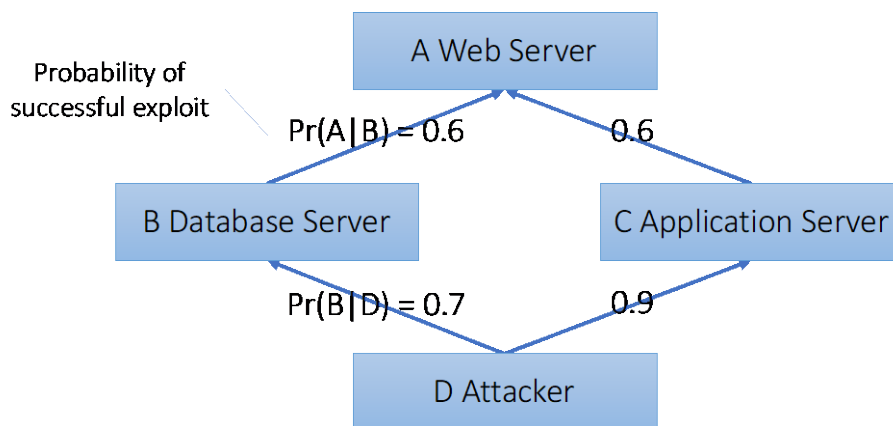 A Web Server
Probability of
successful exploit
Pr(A|B) = 0.6
0.6
B Database Server
C Application Server
Pr(B|D) = 0.7
0.9
D Attacker